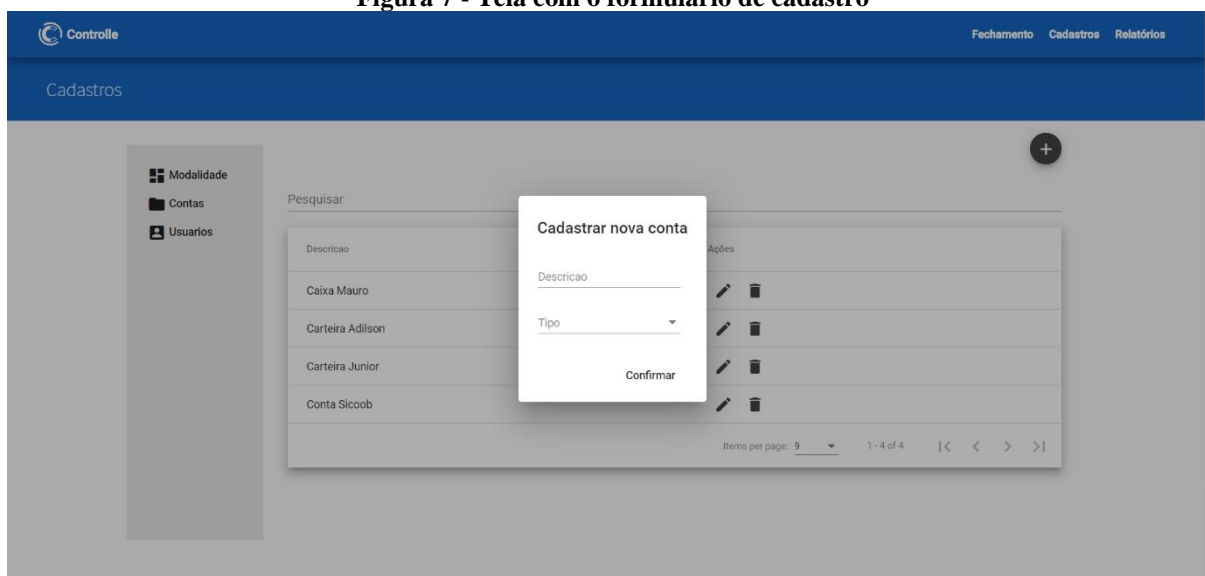 Figura 7 - Tela com o formulário de cadastro
Controlle
Fechamento Cadastros Relatórios
Cadastros
Modalidade
Contas
Usuarios
Pesquisar
Descricao
Ações
Caixa Mauro
Carteira Adilson
Carteira Junior
Conta Sicoob
Cadastrar nova conta
Descricao
Tipo
Confirmar
Items per page: 9 1 - 4 of 4